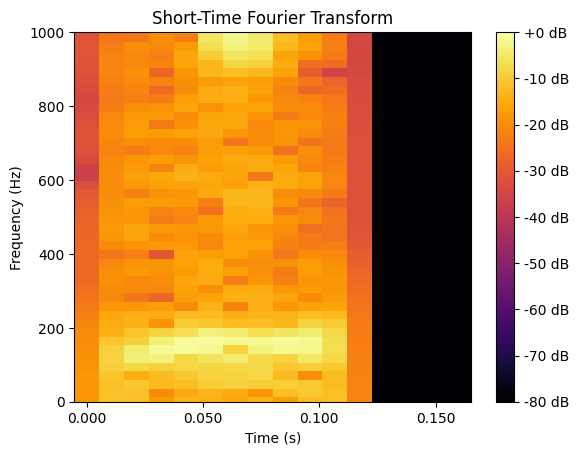 Short-Time Fourier Transform
1000
800
600
400
200
0
Frequency (Hz)
0.000
0.050
0.100
0.150
Time (s)
+0 dB
-10 dB
-20 dB
-30 dB
-40 dB
-50 dB
-60 dB
-70 dB
-80 dB